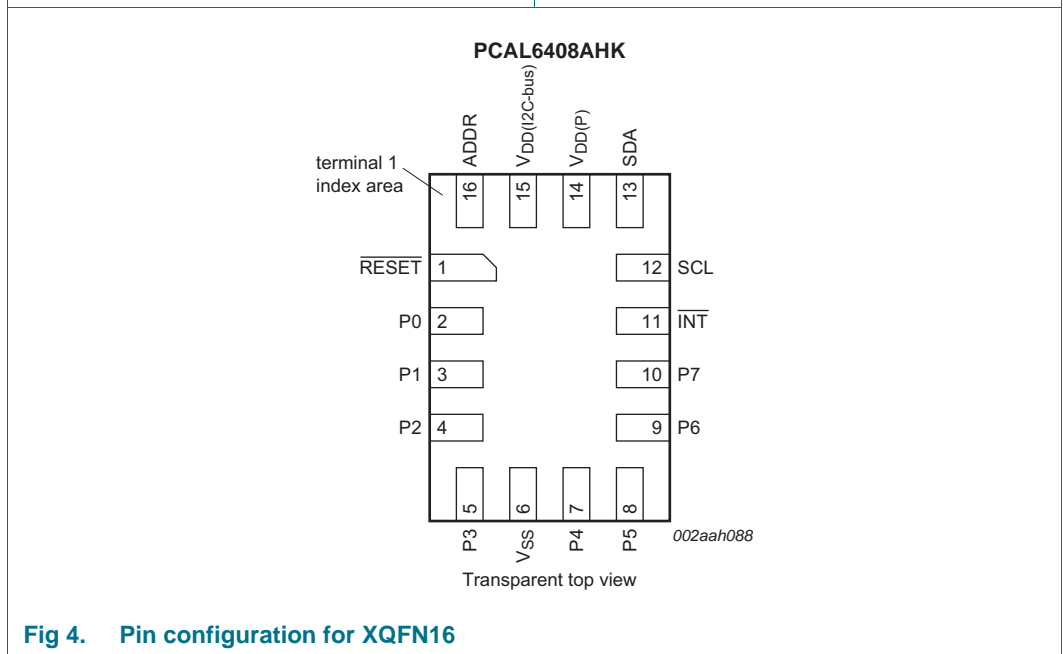 PCAL6408AHK
ADDR
VDD(I2C-bus)
VDD(P)
SDA
terminal 1
index area
16
15
14
13
RESET 1
12 SCL
P0 2
11 INT
P1 3
10 P7
P2 4
9 P6
5
6
7
8
P3
VSS
P4
P5
002aah088
Transparent top view
Fig 4. Pin configuration for XQFN16